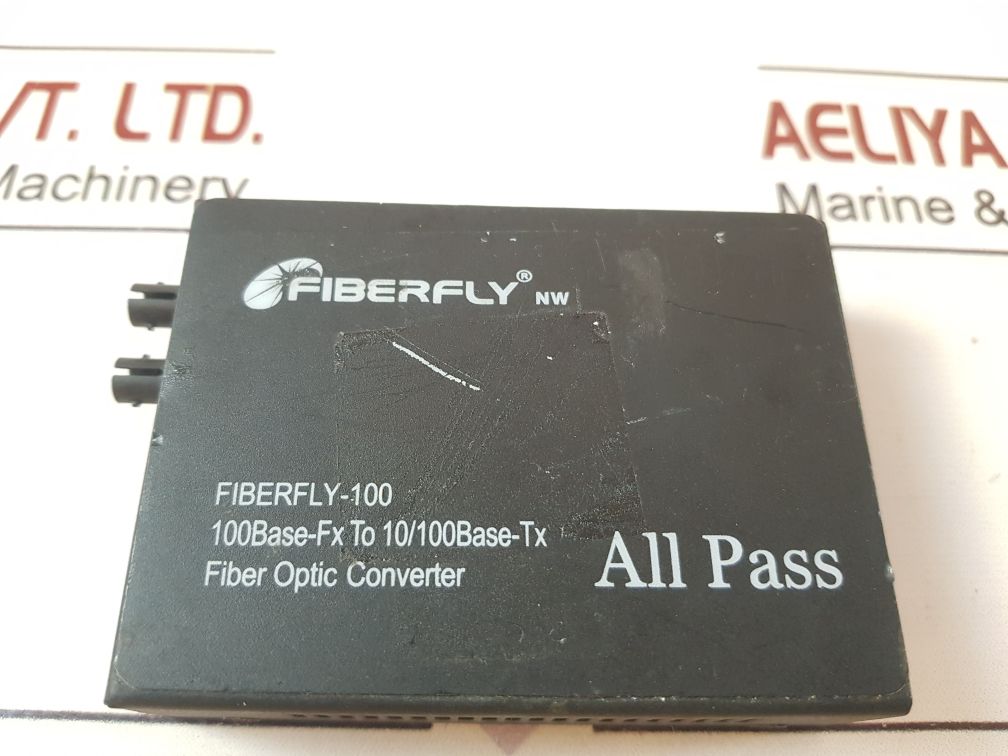 VT. LTD.
Machinery
AELIYA
Marine &
FIBERFLY® NW
FIBERFLY-100
100Base-Fx To 10/100Base-Tx
Fiber Optic Converter
All Pass